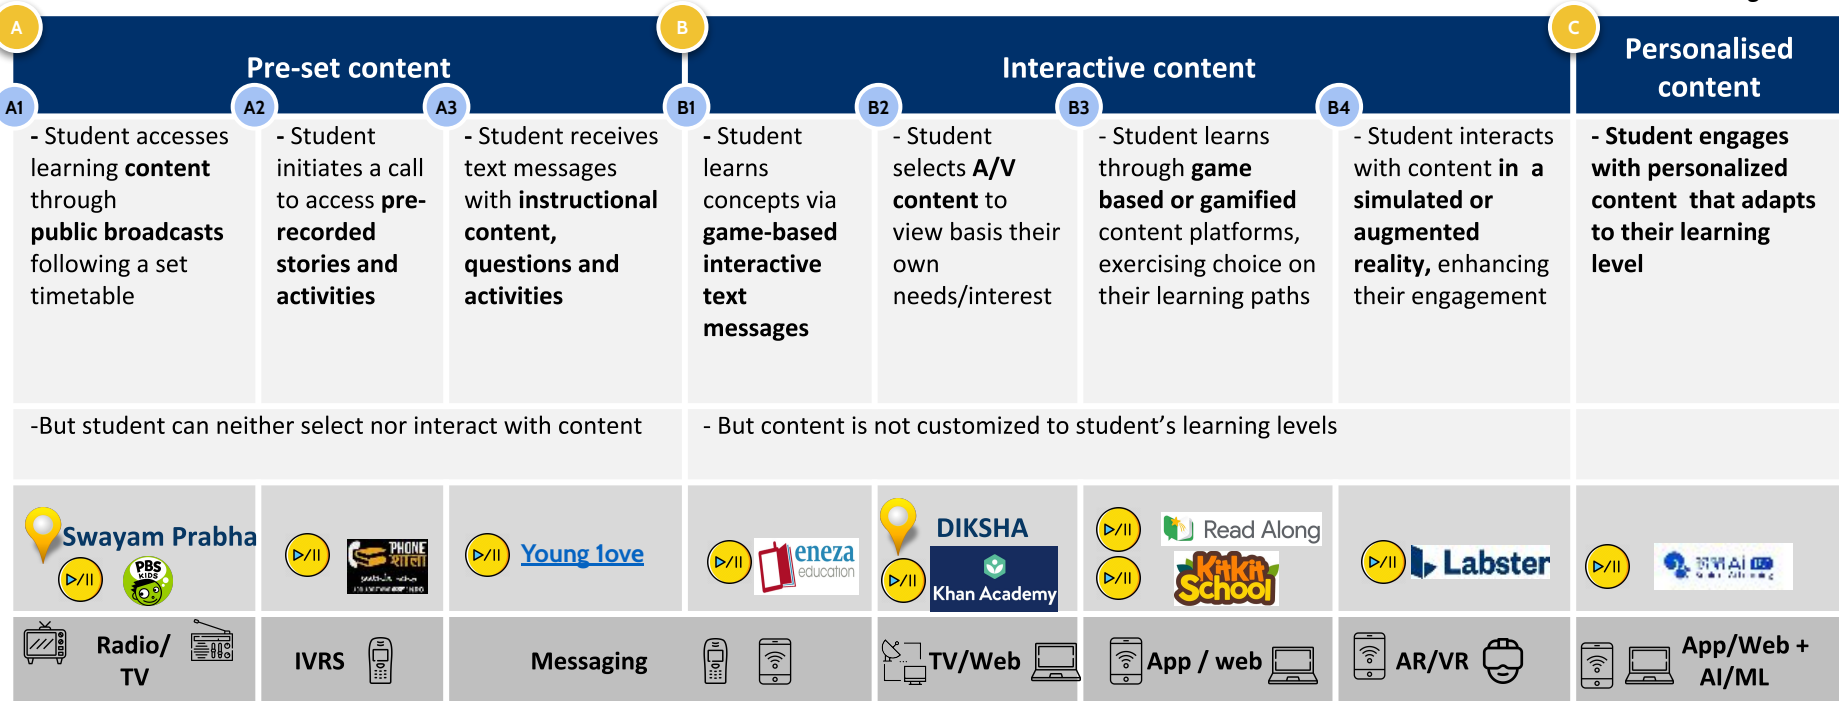 A
B
C
Pre-set content
Interactive content
Personalised
content
A1
A2
A3
B1
B2
B3
B4
- Student accesses
learning content
through
public broadcasts
following a set
timetable
- Student
initiates a call
to access pre-
recorded
stories and
activities
- Student receives
text messages
with instructional
content,
questions and
activities
- Student
learns
concepts via
game-based
interactive
text
messages
- Student
selects A/V
content to
view basis their
own
needs/interest
- Student learns
through game
based or gamified
content platforms,
exercising choice on
their learning paths
- Student interacts
with content in a
simulated or
augmented
reality, enhancing
their engagement
- Student engages
with personalized
content that adapts
to their learning
level
-But student can neither select nor interact with content
- But content is not customized to student's learning levels
Swayam Prabha
PBS
KIDS
PHONE
शाला
Young 1ove
eneza
education
DIKSHA
Khan Academy
Read Along
Kitkit
School
Labster
Ai
Radio/
TV
IVRS
Messaging
TV/Web
App / web
AR/VR
App/Web +
AI/ML